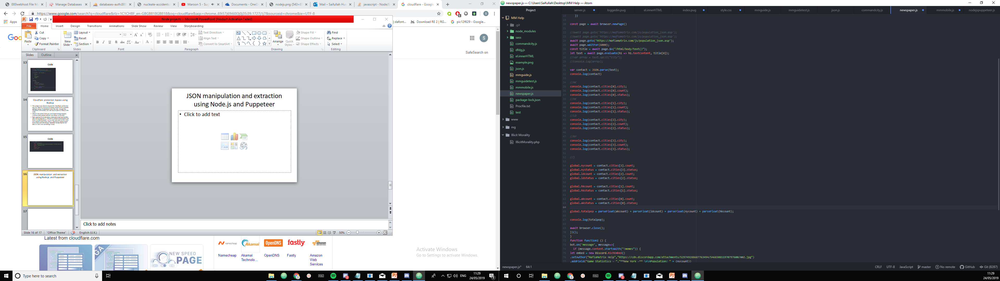 000webhost File M
Manage Databases
databases-auth.000
nucleate-accidents
Maroon 5 - Sug
Documents - OneD
nodejs.png (543×8
Mail – Saifullah Hu
javascript - NodeJS
cloudflare - Google
https://www.google.com/search?q=cloudflare&rlz=1C1CHBF_en-GBGB818GB818&oq=cloudflare&aqs=chrome..69i57j69i60l3j0j35i39.1727j1j7&sourceid=chrome&ie=UTF-8
Apps
| dafont...
Download RE 2 | RG...
pic12f629 - Google...
Node projects - Microsoft PowerPoint (Product Activation Failed)
File
Home
Insert
Design
Transitions
Animations
Slide Show
Review
View
Storyboarding
Paste
Cut
Copy
Format Painter
Clipboard
New Slide
Layout
Reset
Section
Slides
32
Font
Text Direction
Align Text
Convert to SmartArt
Paragraph
Arrange
Quick Styles
Shape Fill
Shape Outline
Shape Effects
Drawing
Find
Replace
Select
Editing
Slides
Outline
13
Code
14
Cloudflare protection bypass using
Node.js
15
Code
16
JSON manipulation and extraction
using Node.js and Puppeteer
17
JSON manipulation and extraction
using Node.js and Puppeteer
• Click to add text
Click to add notes
Slide 16 of 17
"Office Theme"
English (U.K.)
50%
Goo
S
SafeSearch on
Latest from cloudflare.com
NEW SPEED
PAGE
namecheap
Akamai
OpenDNS
fastly
amazon
Namecheap
Akamai
Technolo...
OpenDNS
Fastly
Amazon
Web
Services
Activate Windows
Go to Settings to activate Windows.
Type here to search
ENG
11:29
24/05/2019
newspaper.js — C:\Users\Saifullah\Desktop\MM Help — Atom
Project
MM Help
.git
node_modules
sass
commandcity.js
dfdg.js
el.innerHTML
example.png
json.js
mmguide.js
mmguidetest.js
mmmobile.js
newspaper.js
package-lock.json
Procfile.txt
test
www
mg
Illicit Morality
IllicitMorality.php
server.js
loggedin.pug
el.innerHTML
index.pug
style.css
mmguide.js
mmguidetest.js
json.js
commandcity.js
newspaper.js
mmmobile.js
nodejspuppeteer.js
})
const page = await browser.newPage()
//await page.goto('https://mafiamatrix.com/js/population_json.asp');
//await page.goto('https://mafiamatrix.com/js/population_json.asp');
await page.goto('https://mafiamatrix.com/js/population_json.asp');
await page.waitFor(6000);
const title = await page.$x("/html/body/text()");
let text = await page.evaluate(h1 => h1.textContent, title[0]);
//var array = text.split("city");
//console.log(array);
var contact = JSON.parse(text);
console.log(contact)
//AK
console.log(contact.cities[0].city);
console.log(contact.cities[0].count);
console.log(contact.cities[0].status);
//HK
console.log(contact.cities[1].city);
console.log(contact.cities[1].count);
console.log(contact.cities[1].status);
//LD
console.log(contact.cities[2].city);
console.log(contact.cities[2].count);
console.log(contact.cities[2].status);
//NY
console.log(contact.cities[3].city);
console.log(contact.cities[3].count);
console.log(contact.cities[3].status);
//}
global.nycount = contact.cities[3].count;
global.nystatus = contact.cities[3].status;
global.ldcount = contact.cities[2].count;
global.ldstatus = contact.cities[2].status;
global.hkcount = contact.cities[1].count;
global.hkstatus = contact.cities[1].status;
global.akcount = contact.cities[0].count;
global.akstatus = contact.cities[0].status;
64
global.totalpop = parseFloat(akcount) + parseFloat(ldcount) + parseFloat(nycount) + parseFloat(hkcount);
console.log(totalpop);
await browser.close();
})();
}
function function2 () {
bot.on('message', message=>{
if (message.content.startsWith("!memes")) {
let embed = new Discord.RichEmbed()
.setAuthor("MafiaMatrix Help","https://cdn.discordapp.com/attachments/529749288687763494/546830811970797600/mm2.jpg")
.addField("Game Statistics - ","**New York -** \n\nPopulation: " + (nycount))
newspaper.js*
64:1
CRLF
UTF-8
JavaScript
master
No remote
GitHub
Git (8287)
11:29
24/05/2019